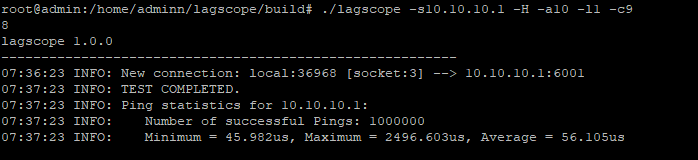 root@admin:/home/adminn/lagscope/build# ./lagscope -s10.10.10.1 -H -a10 -l1 -c9
8
lagscope 1.0.0
---------------------------------------------------------
07:36:23 INFO: New connection: local:36968 [socket:3] --> 10.10.10.1:6001
07:37:23 INFO: TEST COMPLETED.
07:37:23 INFO: Ping statistics for 10.10.10.1:
07:37:23 INFO:   Number of successful Pings: 1000000
07:37:23 INFO:   Minimum = 45.982us, Maximum = 2496.603us, Average = 56.105us